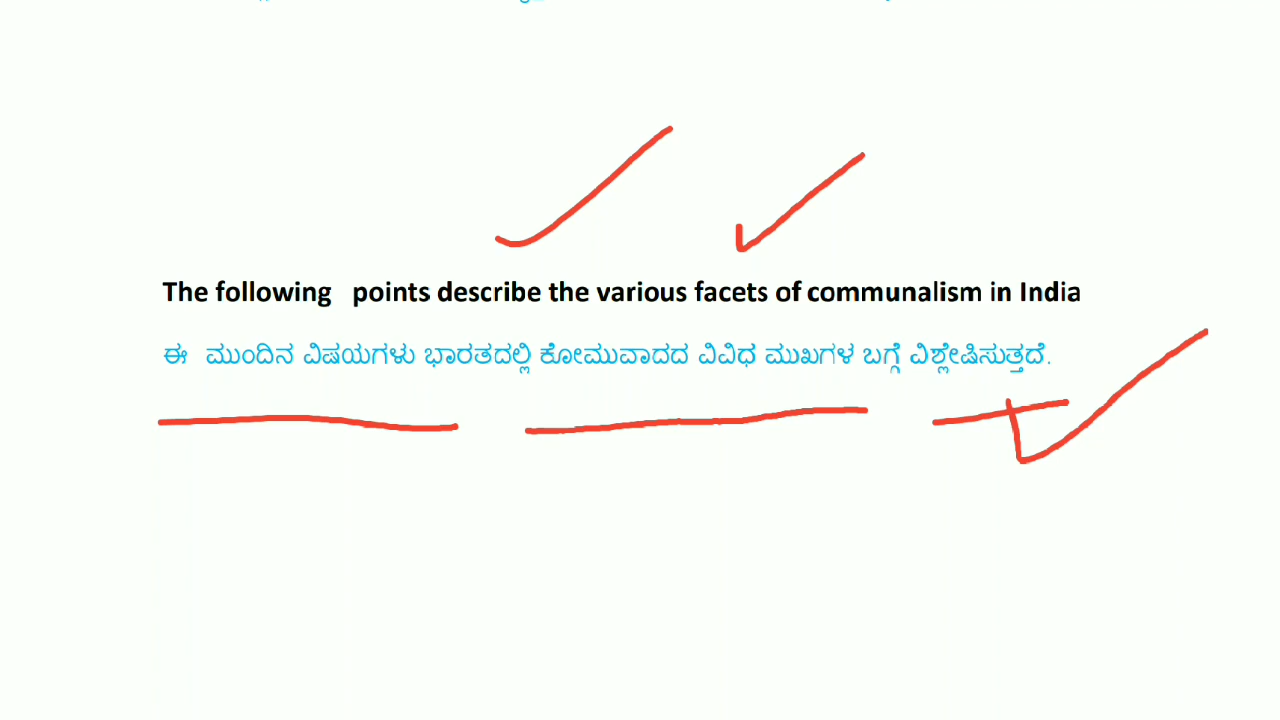 The following points describe the various facets of communalism in India
ಈ ಮುಂದಿನ ವಿಷಯಗಳು ಭಾರತದಲ್ಲಿ ಕೋಮುವಾದದ ವಿವಿಧ ಮುಖಗಳ ಬಗ್ಗೆ ವಿಶ್ಲೇಷಿಸುತ್ತದೆ.